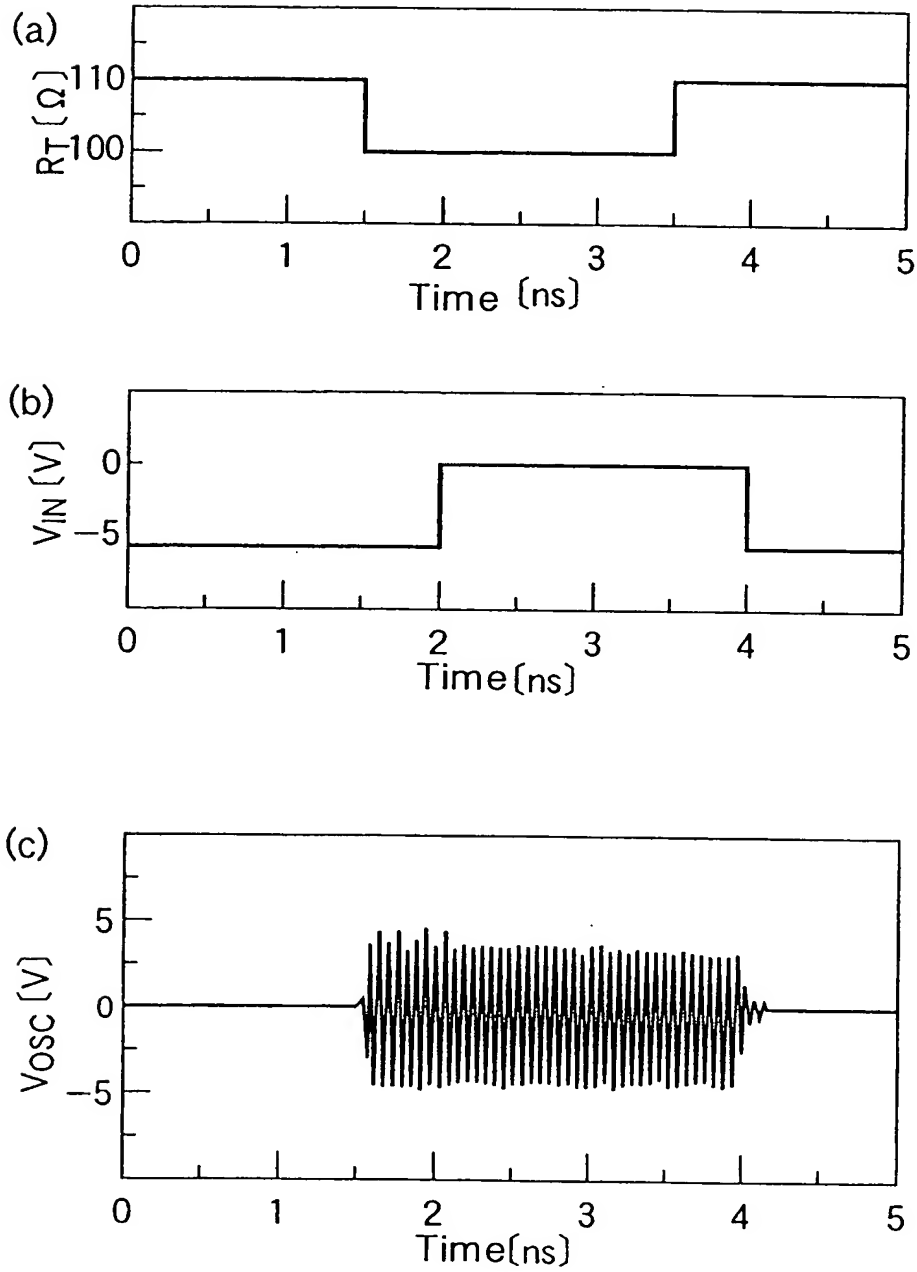 (a)
RT [Ω]
110
100
0 1 2 3 4 5
Time [ns]
(b)
VIN [V]
0
−5
0 1 2 3 4 5
Time [ns]
(c)
VOSC [V]
5
0
−5
0 1 2 3 4 5
Time [ns]